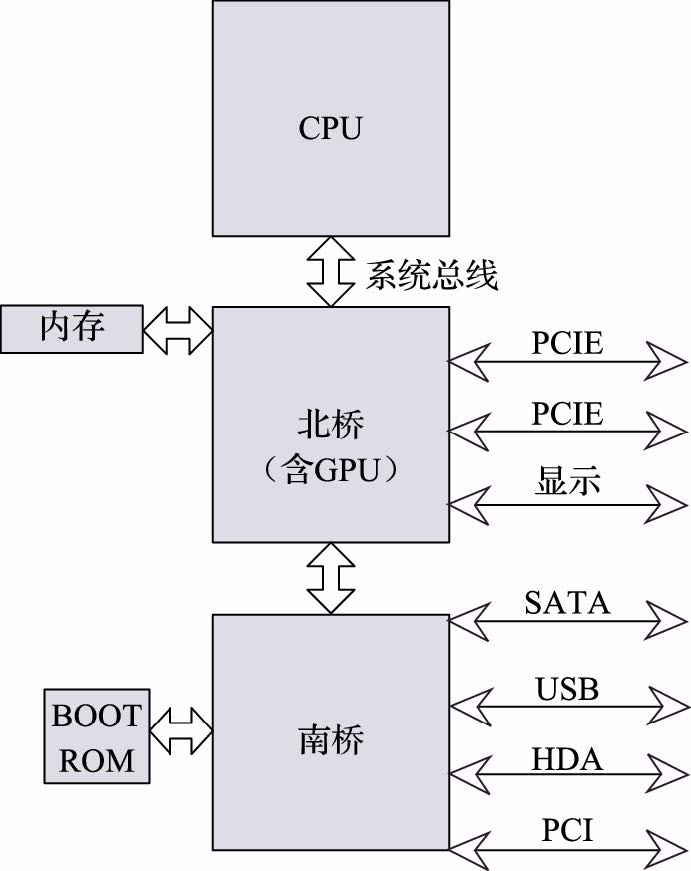 CPU
系统总线
内存
PCIE
PCIE
北桥
（含GPU）
显示
SATA
BOOT
ROM
USB
南桥
HDA
PCI